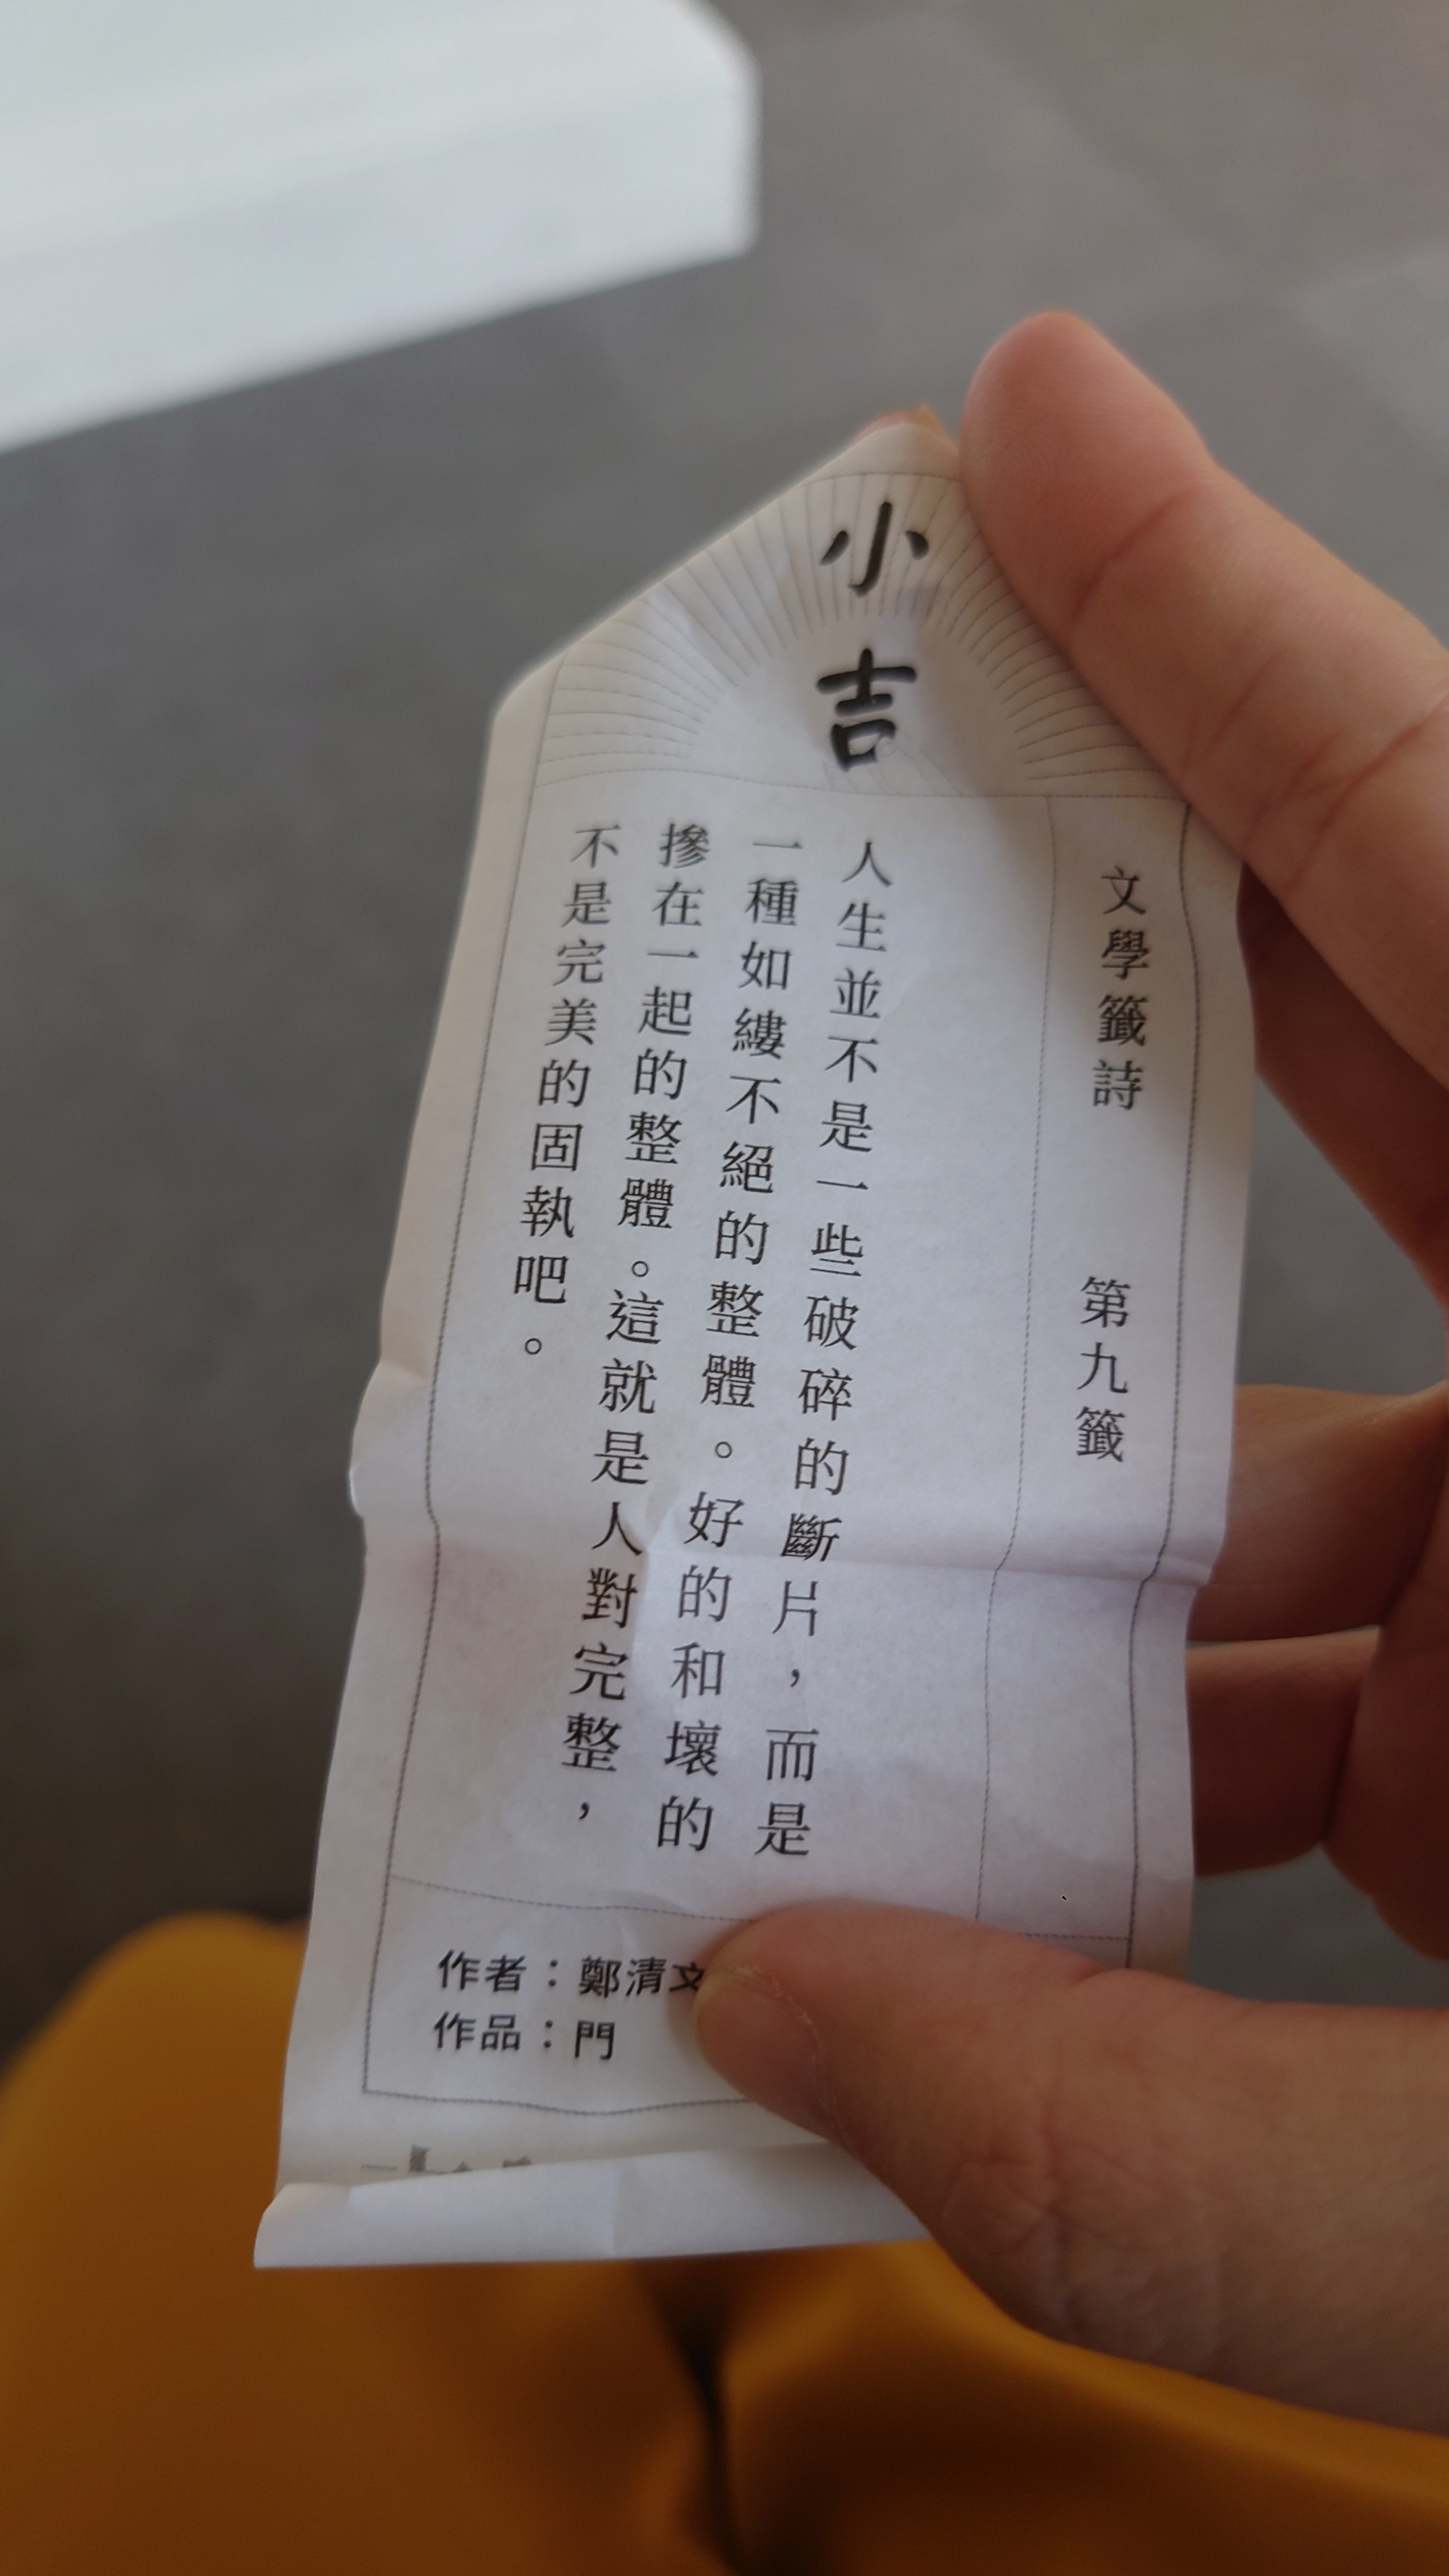 小吉
文學籤詩 第九籤
人生並不是一些破碎的斷片，而是
一種如縷不絕的整體。好的和壞的
摻在一起的整體。這就是人對完整，
不是完美的固執吧。
作者：鄭清文
作品：門